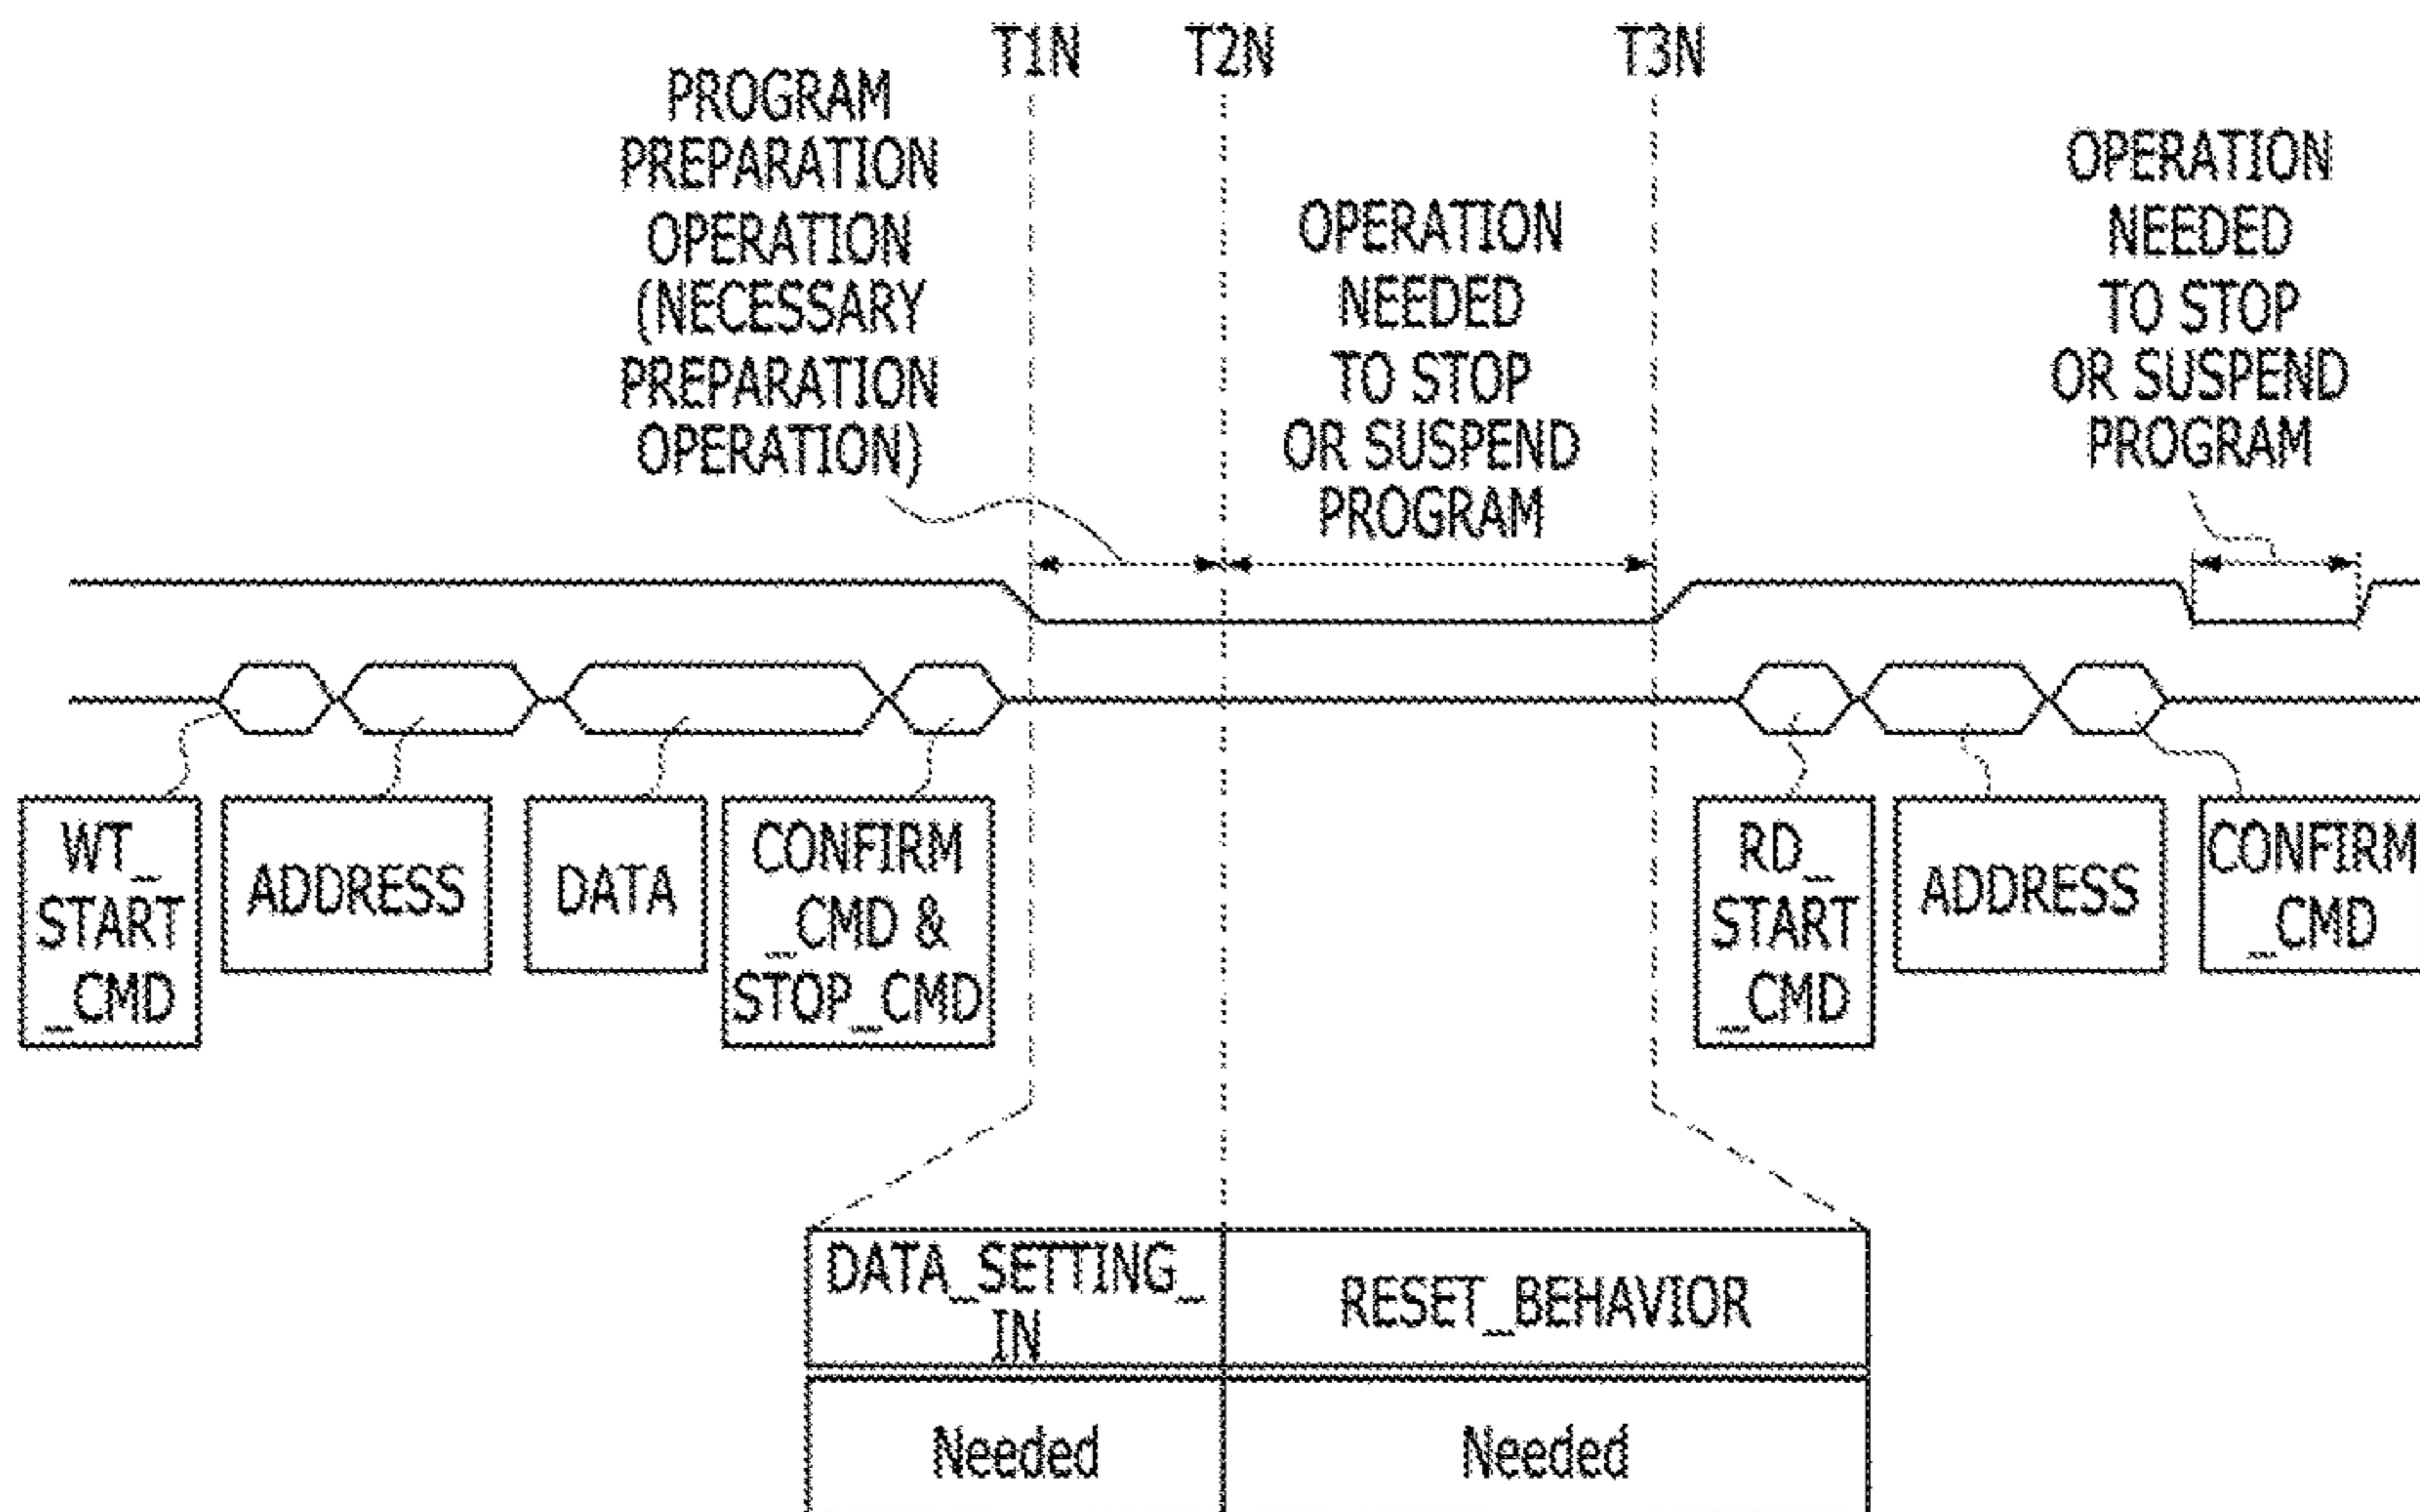 T1N
T2N
T3N
PROGRAM
PREPARATION
OPERATION
(NECESSARY
PREPARATION
OPERATION)
OPERATION
NEEDED
TO STOP
OR SUSPEND
PROGRAM
OPERATION
NEEDED
TO STOP
OR SUSPEND
PROGRAM
WT_
START
_CMD
ADDRESS
DATA
CONFIRM
_CMD &
STOP_CMD
RD_
START
_CMD
ADDRESS
CONFIRM
_CMD
DATA_SETTING_
IN
RESET_BEHAVIOR
Needed
Needed